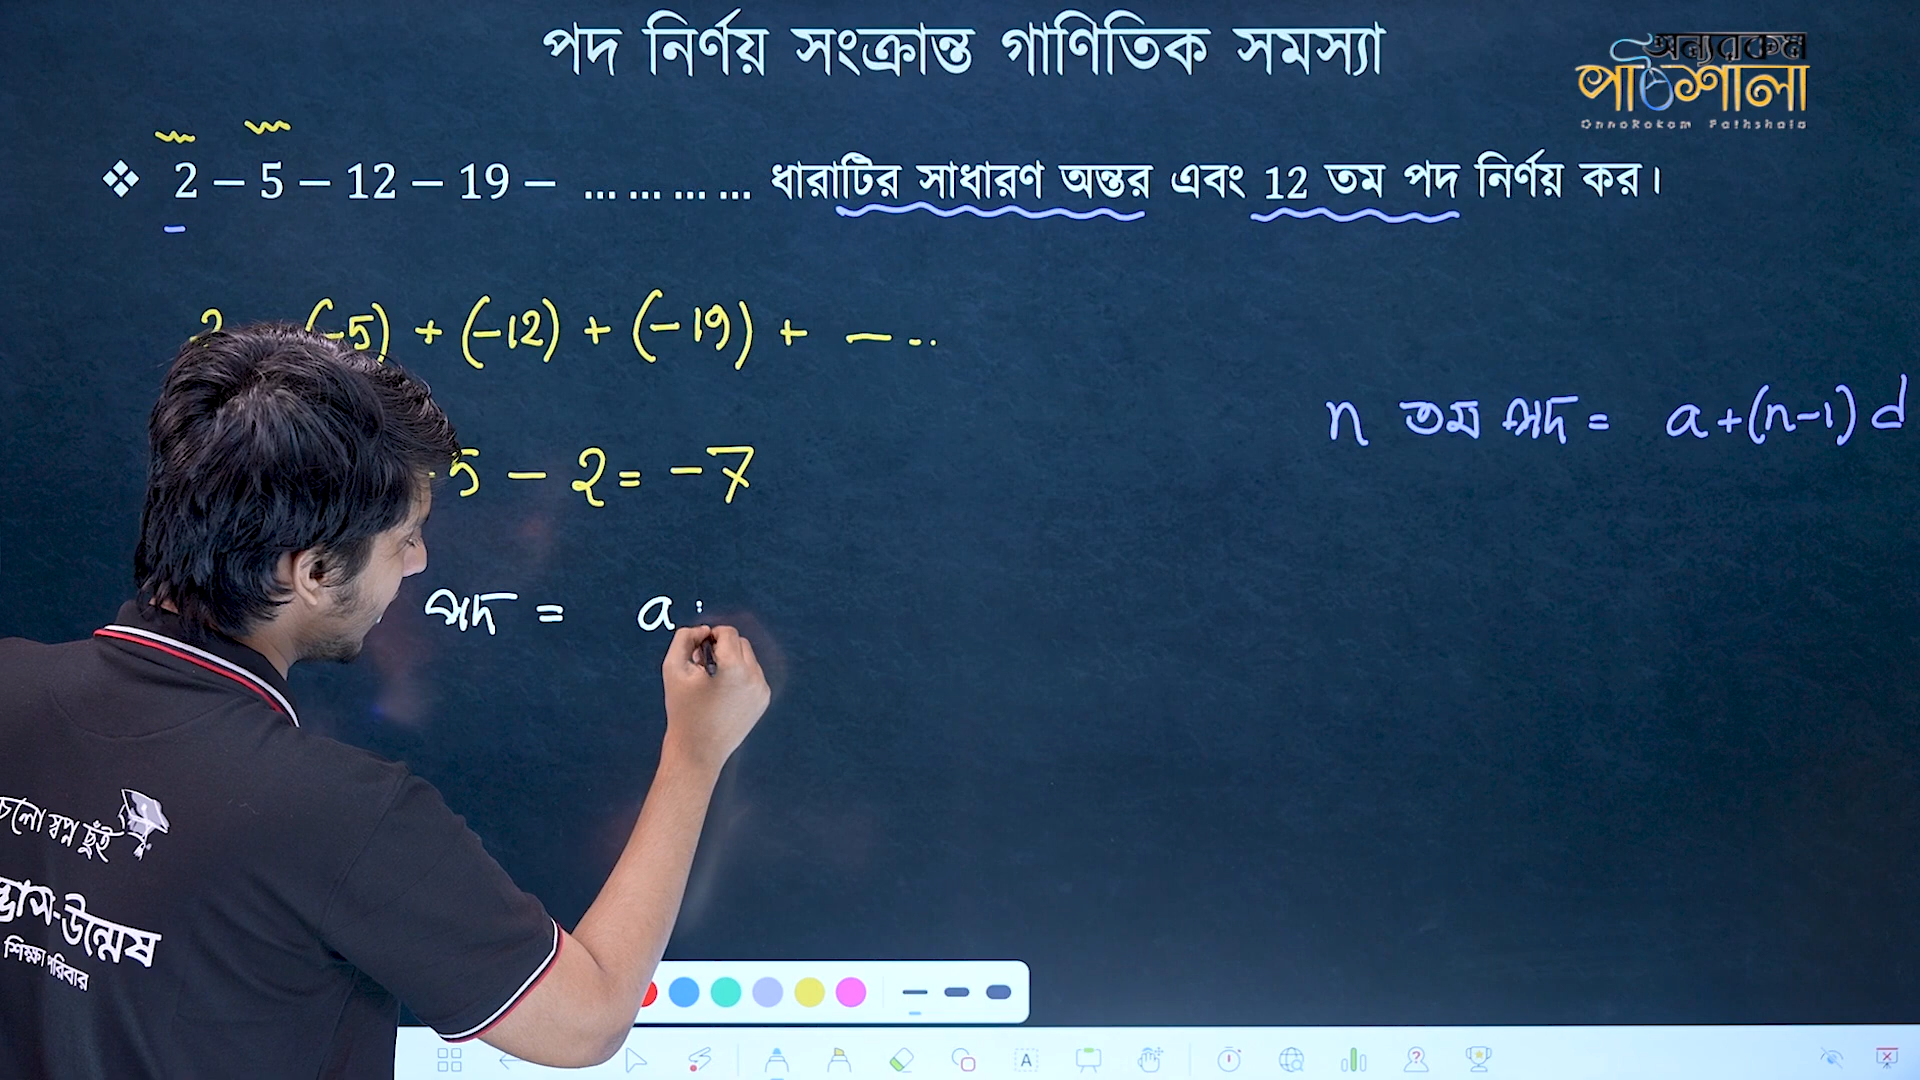 পদ নির্ণয় সংক্রান্ত গাণিতিক সমস্যা
অন্যরকম
পাঠশালা
OnnoRokom Pathshala
❖ 2 – 5 – 12 – 19 – … … … … ধারাটির সাধারণ অন্তর এবং 12 তম পদ নির্ণয় কর।
2 (-5) + (-12) + (-19) + – ...
n তম পদ = a+(n-1) d
-5 - 2 = -7
পদ = a
চলো স্বপ্ন ছুঁই
উন্মেষ
শিক্ষা পরিবার